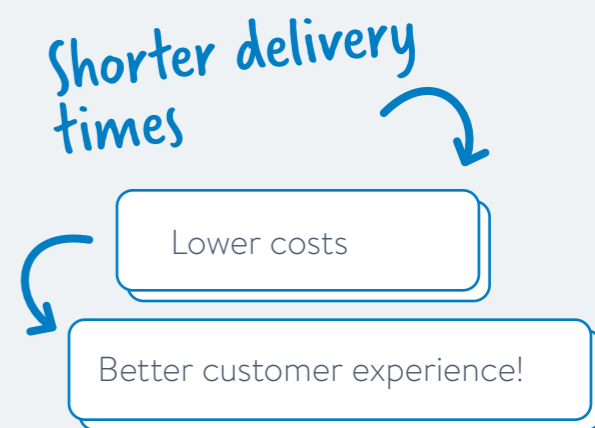 Shorter delivery
times
Lower costs
Better customer experience!